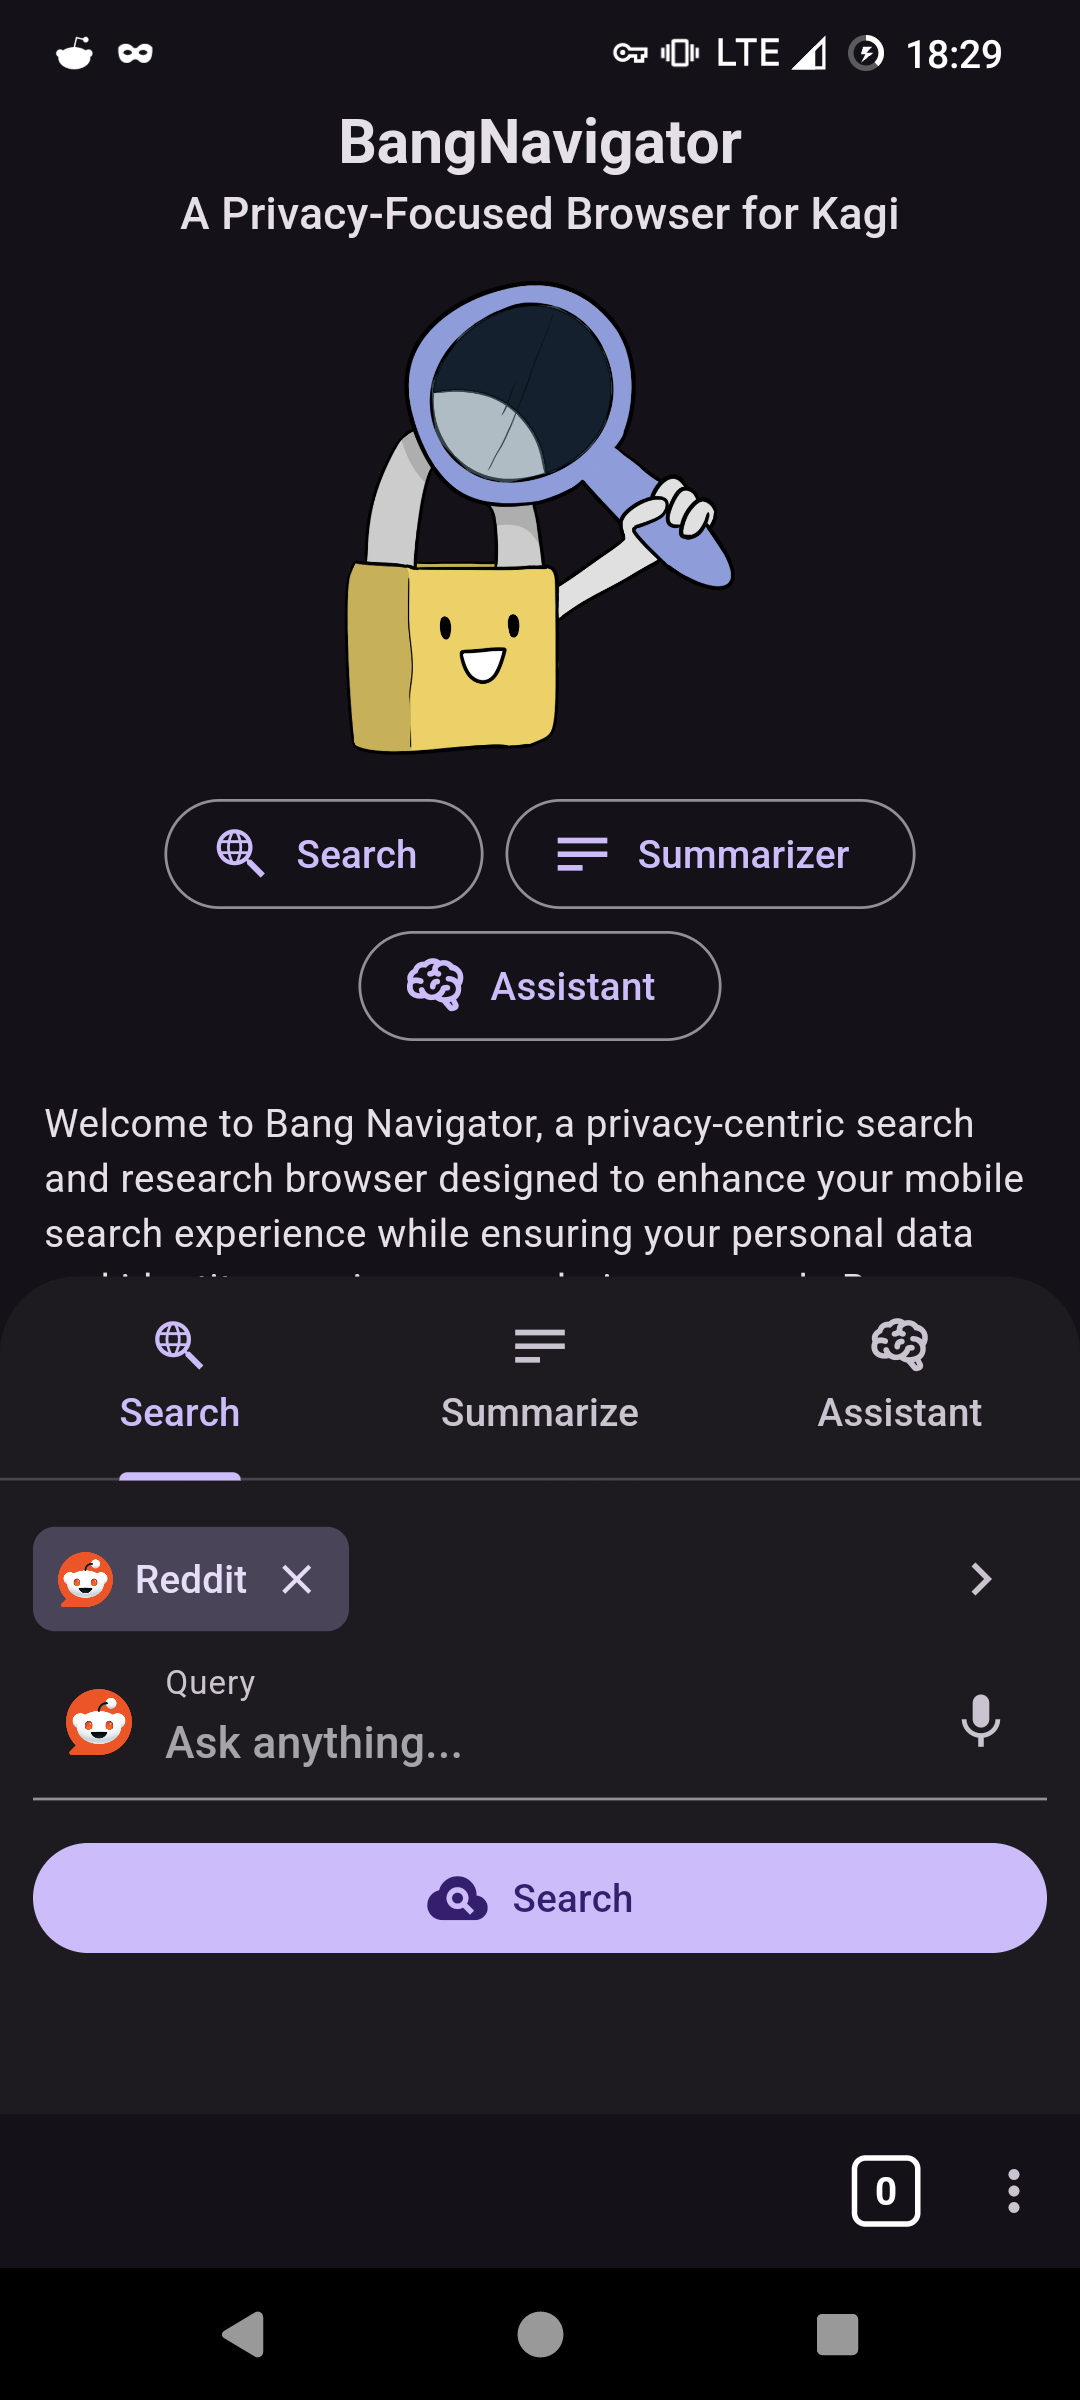 LTE 18:29
BangNavigator
A Privacy-Focused Browser for Kagi
Search Summarizer
Assistant
Welcome to Bang Navigator, a privacy-centric search
and research browser designed to enhance your mobile
search experience while ensuring your personal data
Search Summarize Assistant
Reddit
Query
Ask anything...
Search
0